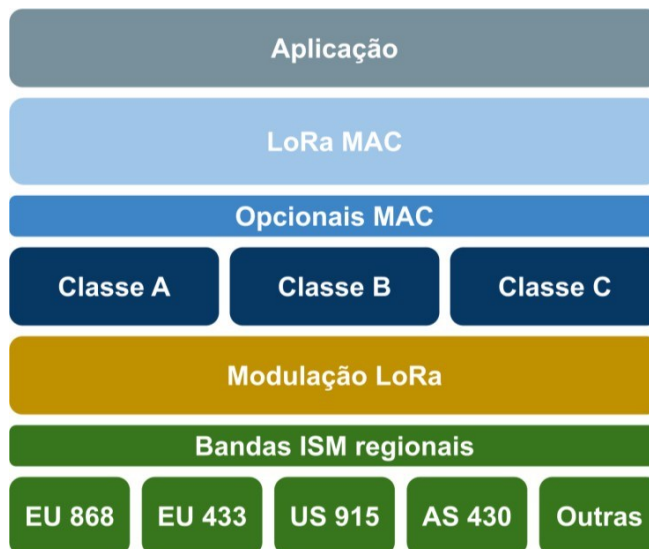 Aplicação
LoRa MAC
Opcionais MAC
Classe A Classe B Classe C
Modulação LoRa
Bandas ISM regionais
EU 868 EU 433 US 915 AS 430 Outras